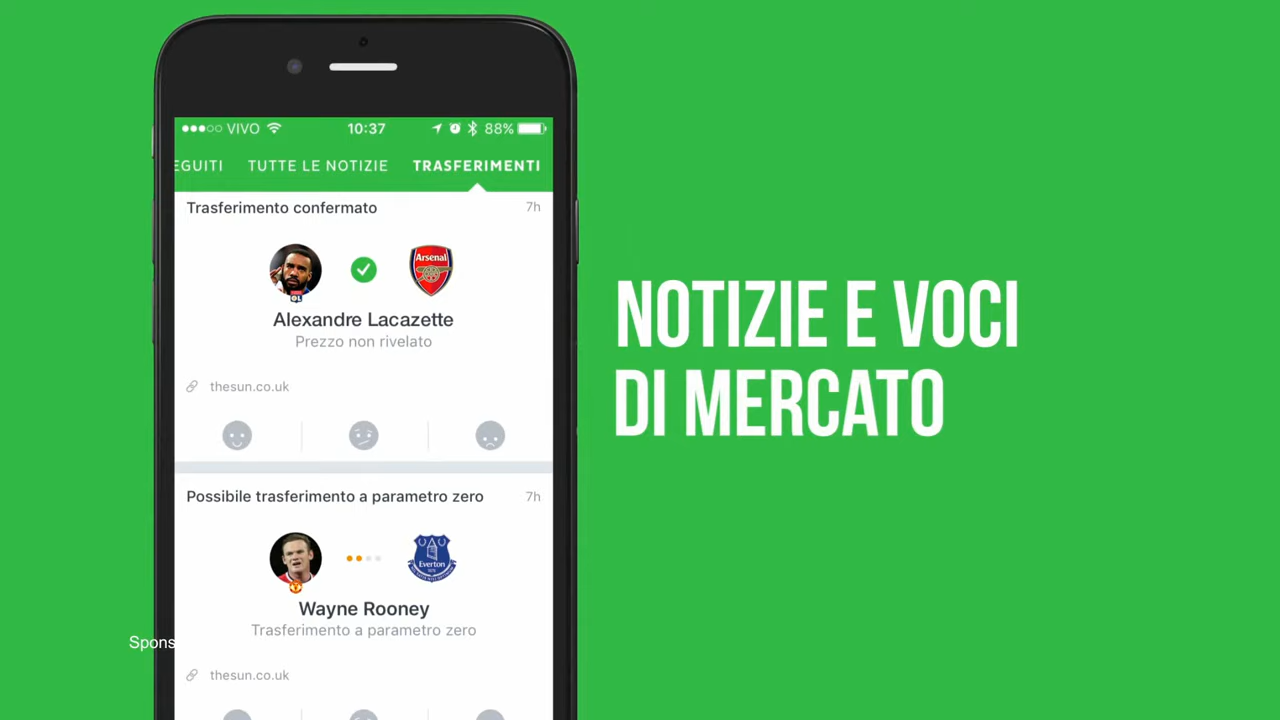 VIVO 10:37 88%
EGUITI TUTTE LE NOTIZIE TRASFERIMENTI
Trasferimento confermato 7h
OL
Arsenal
Alexandre Lacazette
Prezzo non rivelato
thesun.co.uk
Possibile trasferimento a parametro zero 7h
Everton
Wayne Rooney
Trasferimento a parametro zero
thesun.co.uk
Spons
NOTIZIE E VOCI
DI MERCATO